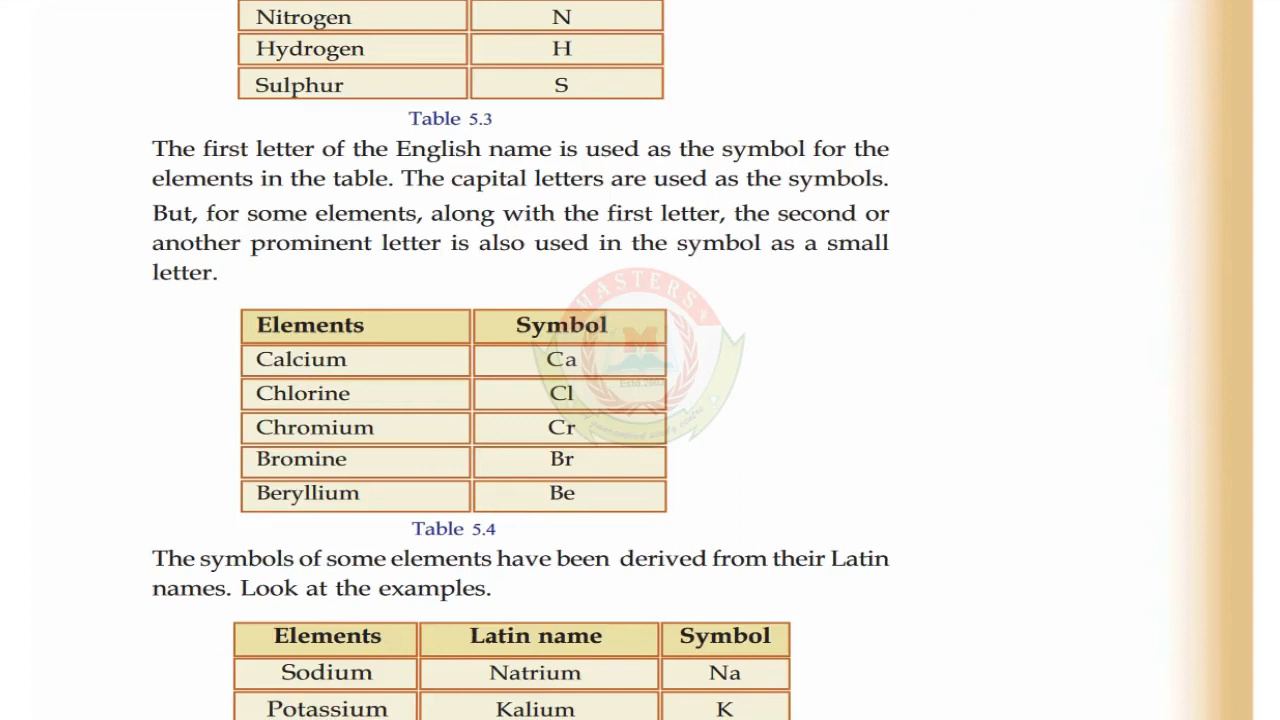 Nitrogen N
Hydrogen H
Sulphur S
Table 5.3
The first letter of the English name is used as the symbol for the
elements in the table. The capital letters are used as the symbols.
But, for some elements, along with the first letter, the second or
another prominent letter is also used in the symbol as a small
letter.
Elements Symbol
Calcium Ca
Chlorine Cl
Chromium Cr
Bromine Br
Beryllium Be
MASTERS
M
Estd.2002
Table 5.4
The symbols of some elements have been derived from their Latin
names. Look at the examples.
Elements Latin name Symbol
Sodium Natrium Na
Potassium Kalium K